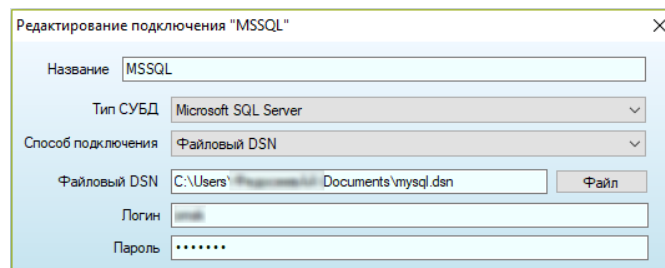 Редактирование подключения "MSSQL"
Название MSSQL
Тип СУБД Microsoft SQL Server
Способ подключения Файловый DSN
Файловый DSN C:\Users\ Documents\mysql.dsn Файл
Логин
Пароль •••••••